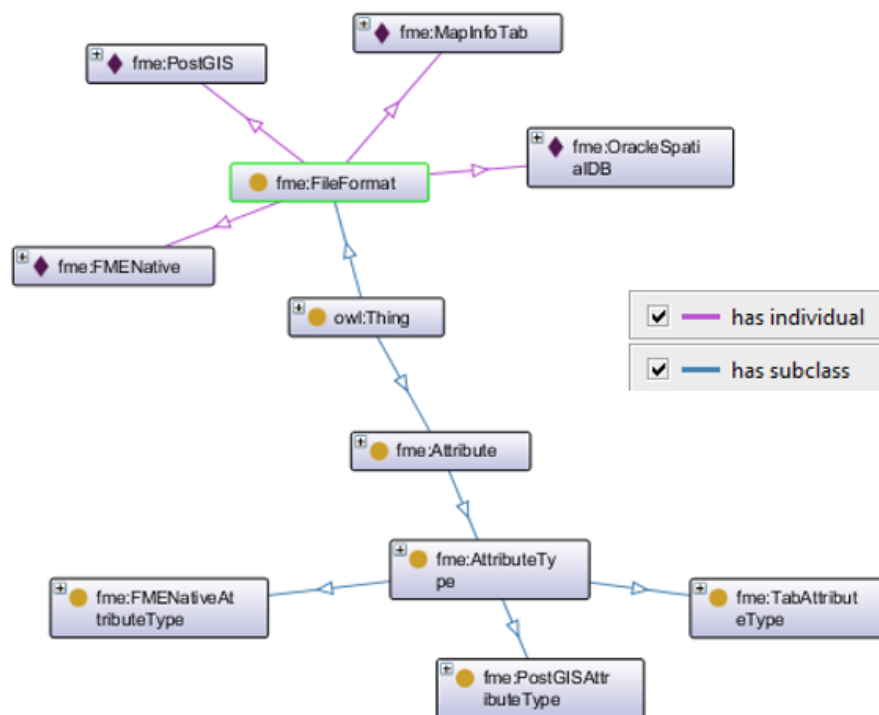 fme:MapInfoTab
fme:PostGIS
fme:OracleSpati
alDB
fme:FileFormat
fme:FMENative
owl:Thing
has individual
has subclass
fme:Attribute
fme:AttributeTy
pe
fme:FMENativeAt
tributeType
fme:TabAttribut
eType
fme:PostGISAttr
ibuteType